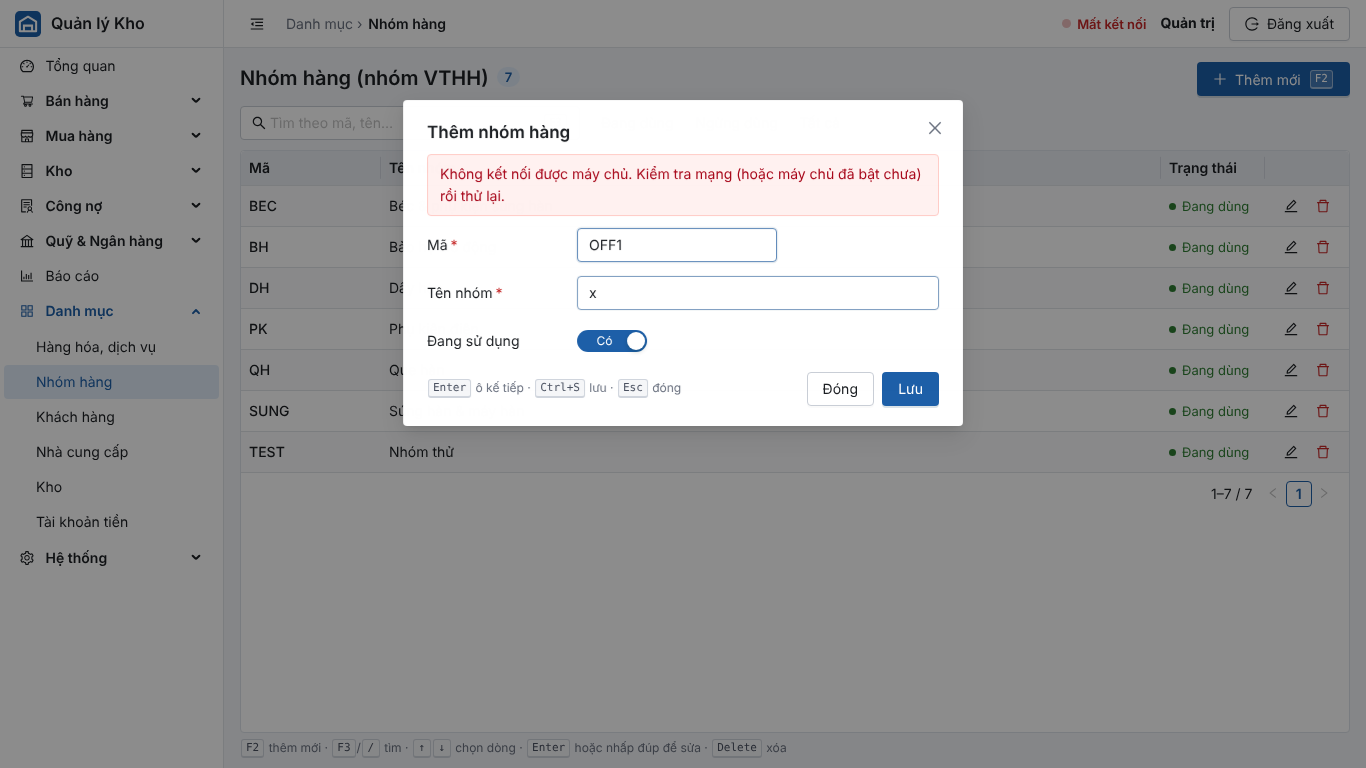 Quản lý Kho
Danh mục › Nhóm hàng
Mất kết nối Quản trị Đăng xuất
Tổng quan
Bán hàng
Mua hàng
Kho
Công nợ
Quỹ & Ngân hàng
Báo cáo
Danh mục
Hàng hóa, dịch vụ
Nhóm hàng
Khách hàng
Nhà cung cấp
Kho
Tài khoản tiền
Hệ thống
Nhóm hàng (nhóm VTHH) 7
Thêm mới F2
Tìm theo mã, tên...
Mã Trạng thái
BEC Đang dùng
BH Đang dùng
DH Đang dùng
PK Đang dùng
QH Đang dùng
SUNG Đang dùng
TEST Nhóm thử Đang dùng
1–7 / 7 1
Thêm nhóm hàng
Không kết nối được máy chủ. Kiểm tra mạng (hoặc máy chủ đã bật chưa)
rồi thử lại.
Mã * OFF1
Tên nhóm * x
Đang sử dụng Có
Enter ô kế tiếp · Ctrl+S lưu · Esc đóng
Đóng Lưu
F2 thêm mới · F3 / / tìm · ↑ ↓ chọn dòng · Enter hoặc nhấp đúp để sửa · Delete xóa